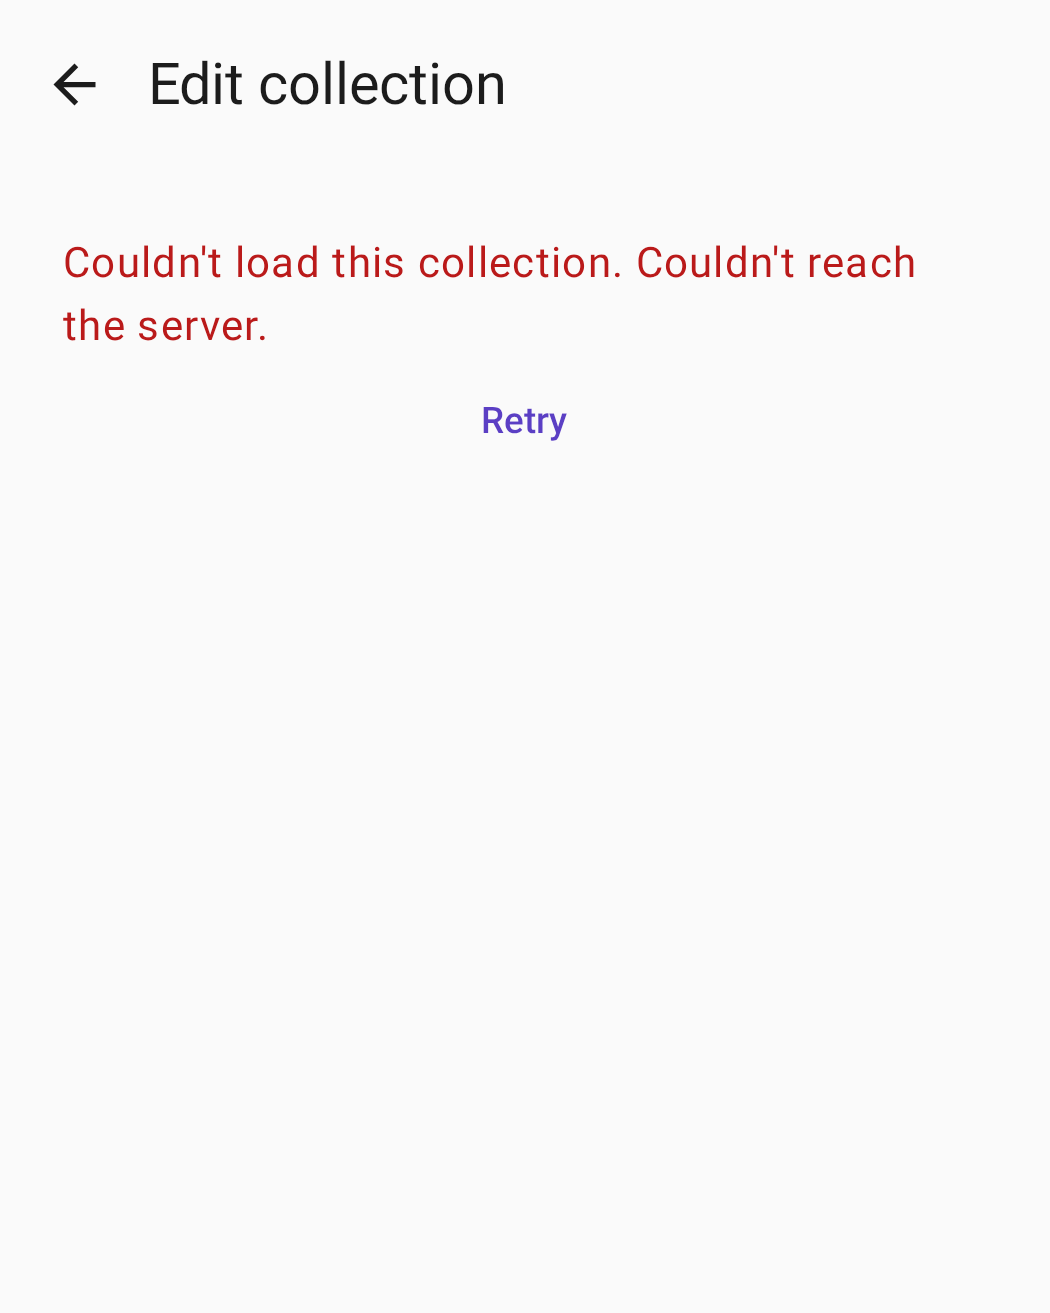 Edit collection
Couldn't load this collection. Couldn't reach
the server.
Retry